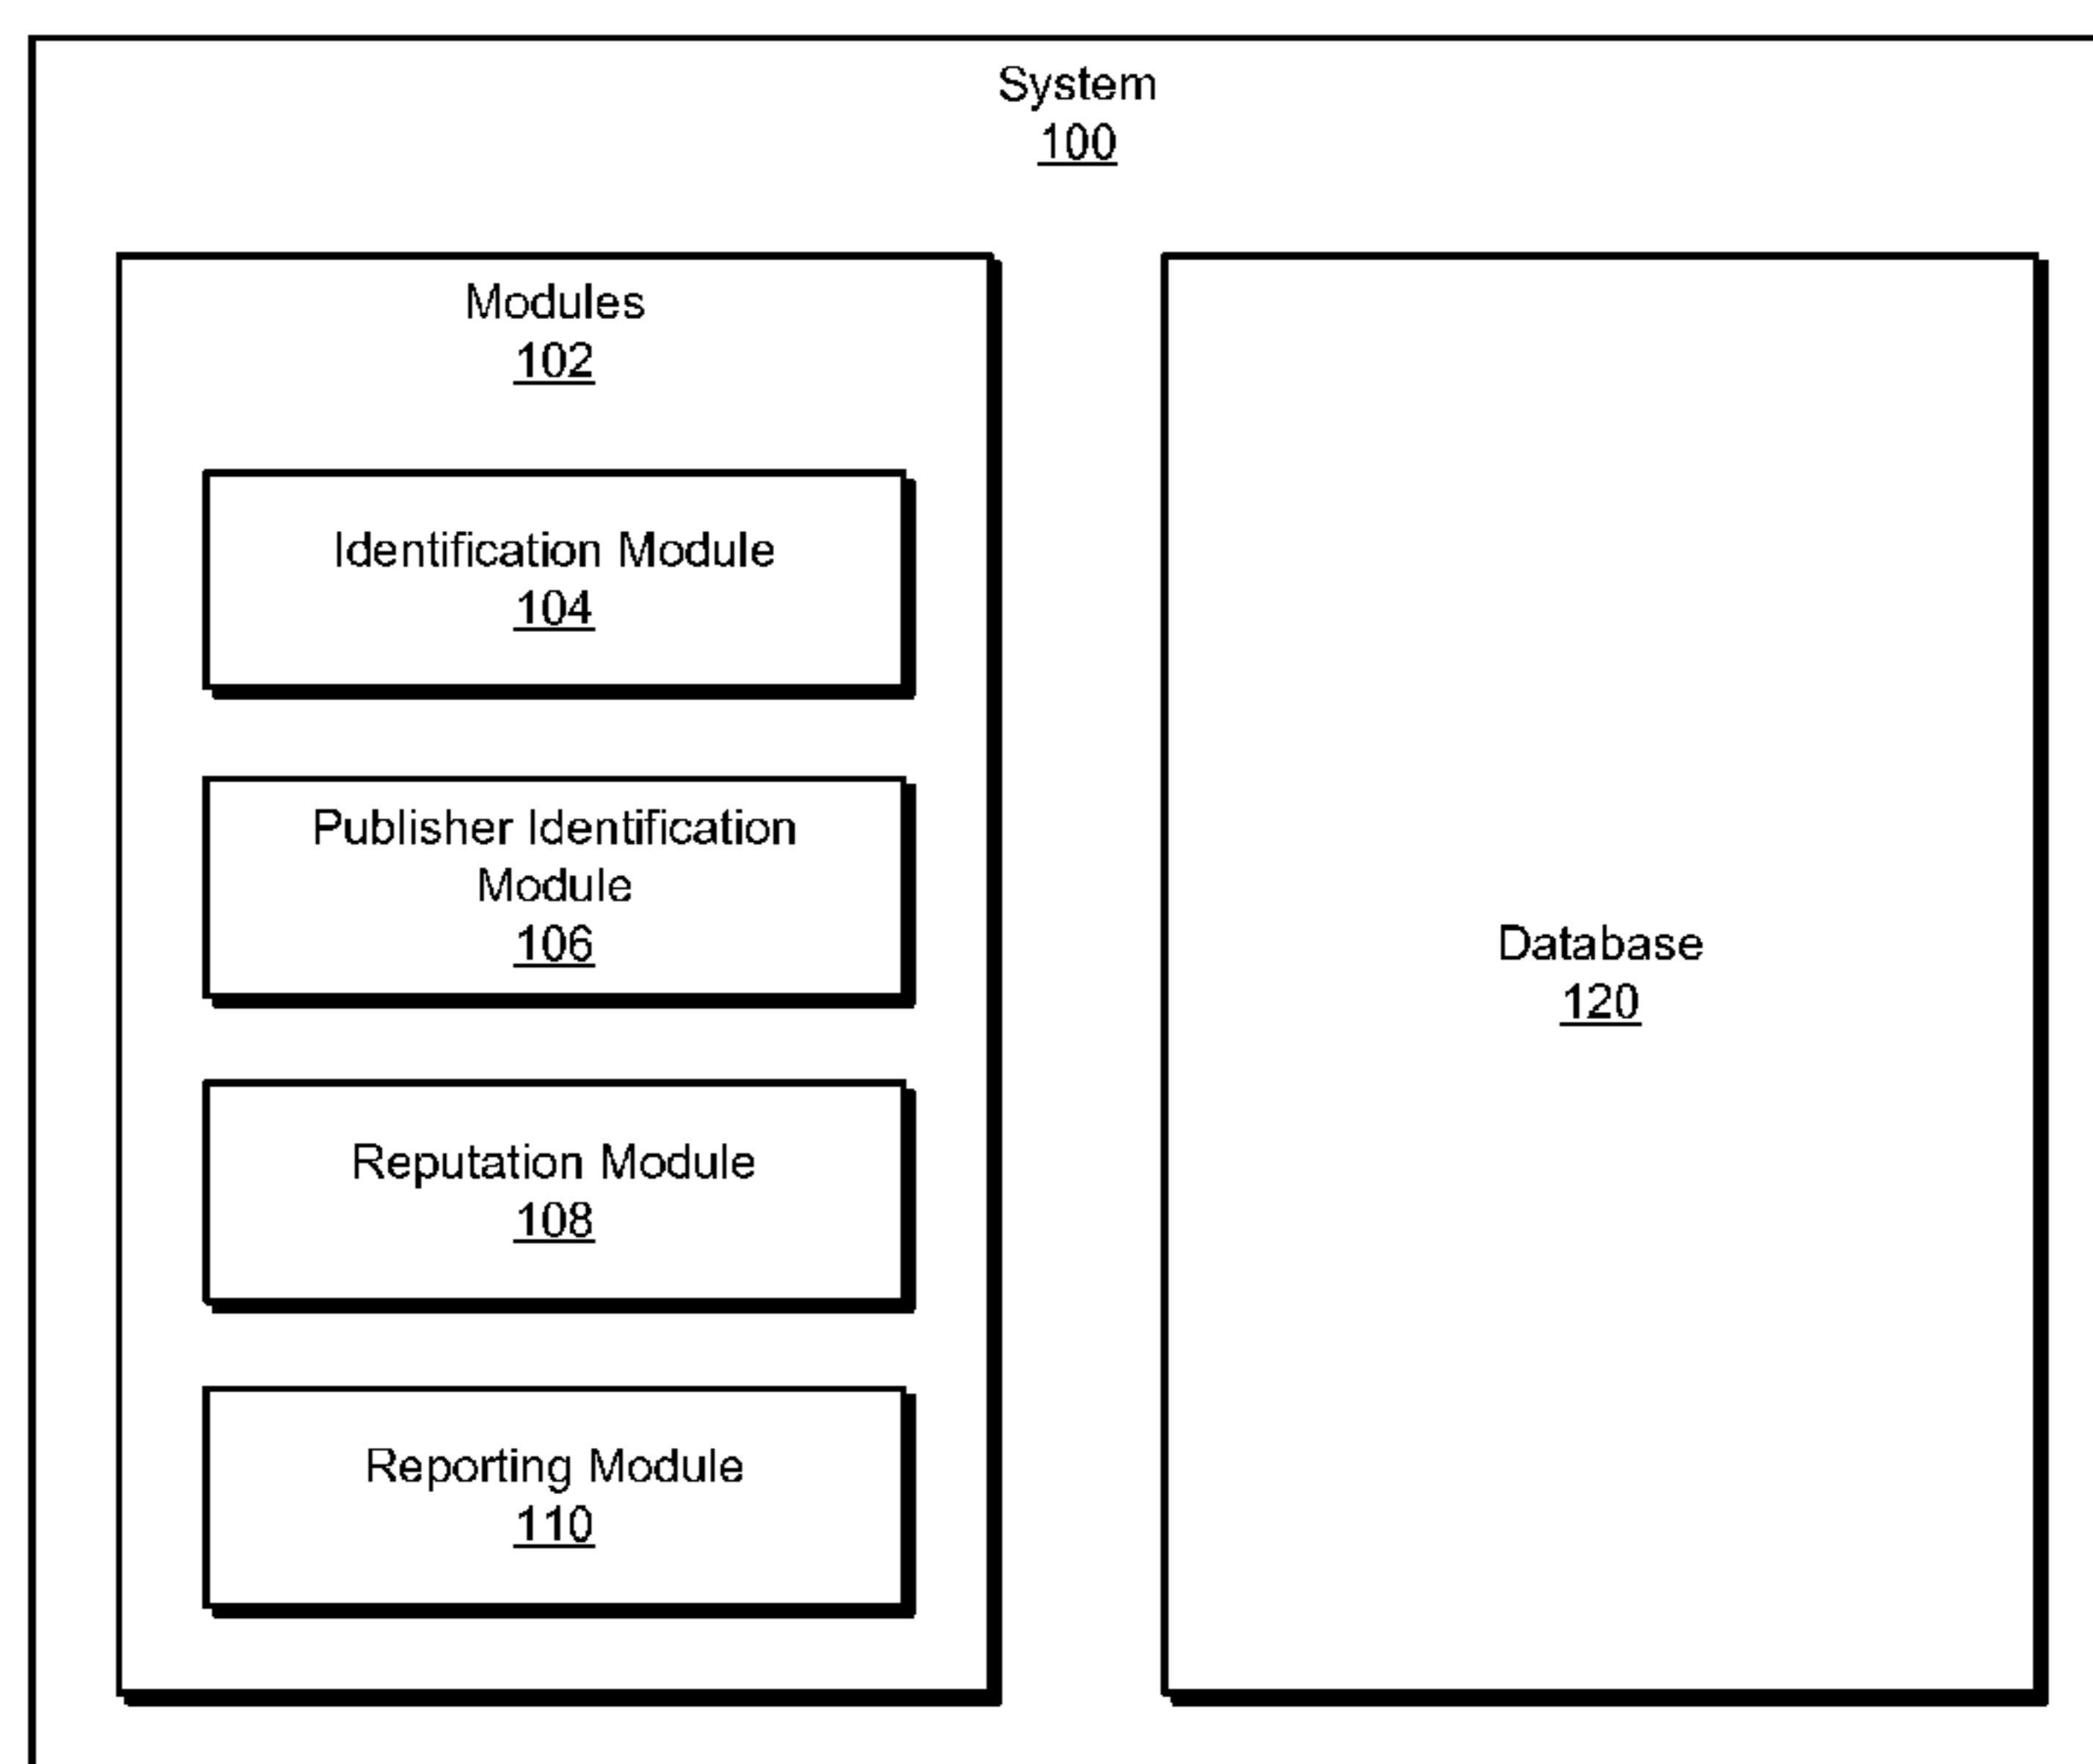 System
100
Modules
102
Identification Module
104
Publisher Identification
Module
106
Reputation Module
108
Reporting Module
110
Database
120